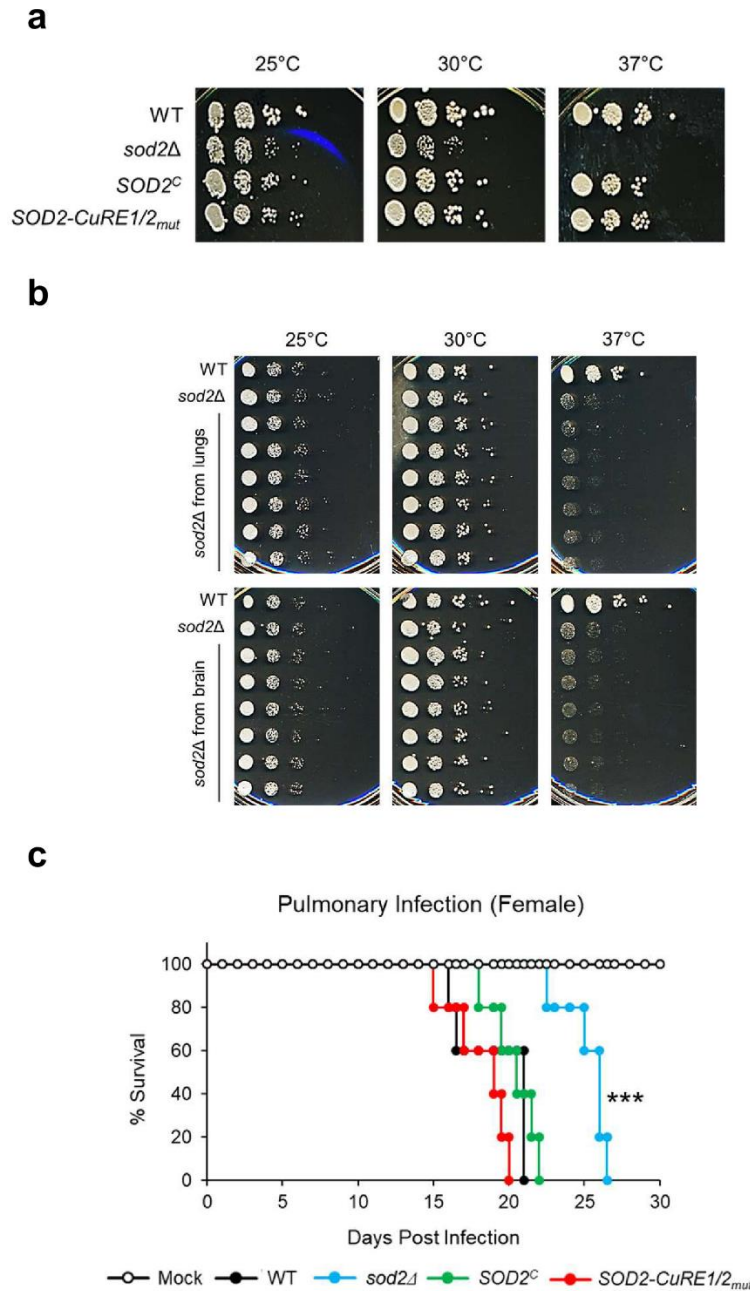 a
25°C 30°C 37°C
WT
sod2Δ
SOD2ᶜ
SOD2-CuRE1/2mut
b
25°C 30°C 37°C
WT
sod2Δ
sod2Δ from lungs
WT
sod2Δ
sod2Δ from brain
c
Pulmonary Infection (Female)
% Survival
100
80
60
40
20
0
***
0 5 10 15 20 25 30
Days Post Infection
Mock WT sod2Δ SOD2ᶜ SOD2-CuRE1/2mut